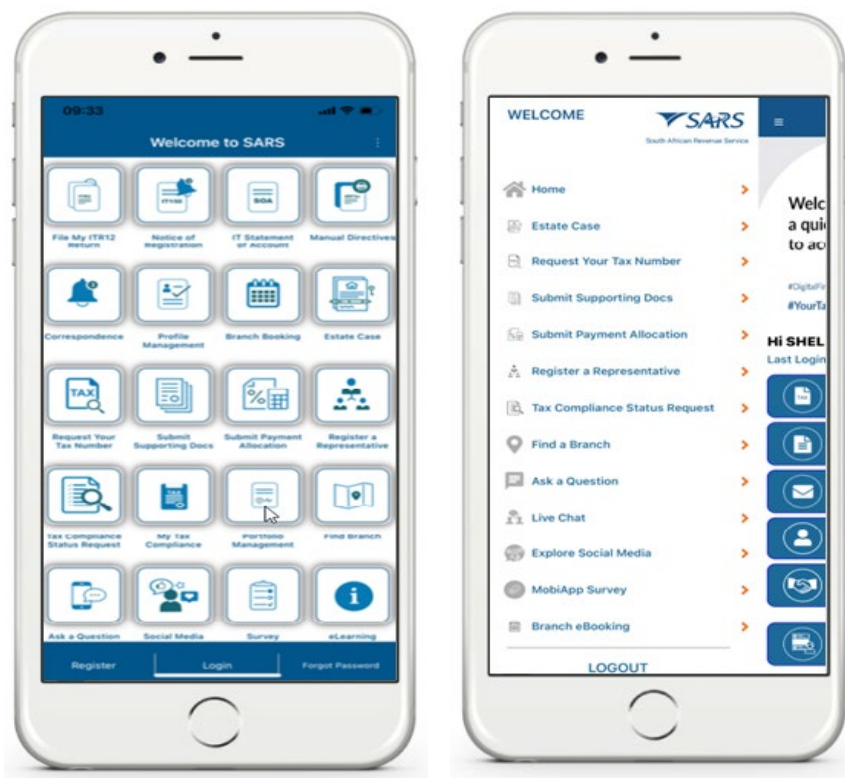 09:33
Welcome to SARS
File My ITR12
Return
Notice of
Registration
IT Statement
of Account
Manual Directives
Correspondence
Profile
Management
Branch Booking
Estate Case
Request Your
Tax Number
Submit
Supporting Docs
Submit Payment
Allocation
Register a
Representative
Tax Compliance
Status Request
My Tax
Compliance
Portfolio
Management
Find Branch
Ask a Question
Social Media
Survey
eLearning
Register
Login
Forgot Password
SOA
TAX
WELCOME
SARS
South African Revenue Service
Home
Estate Case
Request Your Tax Number
Submit Supporting Docs
Submit Payment Allocation
Register a Representative
Tax Compliance Status Request
Find a Branch
Ask a Question
Live Chat
Explore Social Media
MobiApp Survey
Branch eBooking
LOGOUT
Welc
a qui
to ac
#DigitalFir
#YourTa
Hi SHEL
Last Login